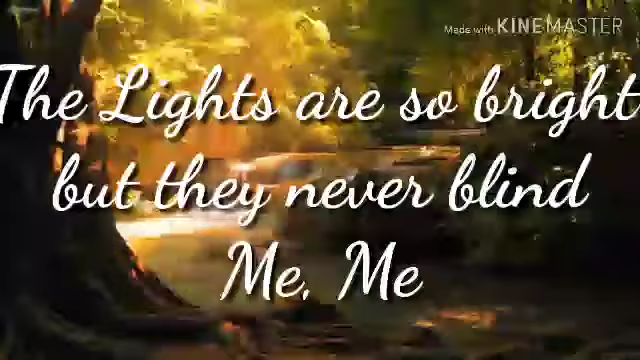 Made with KINEMASTER
The Lights are so bright
but they never blind
Me, Me